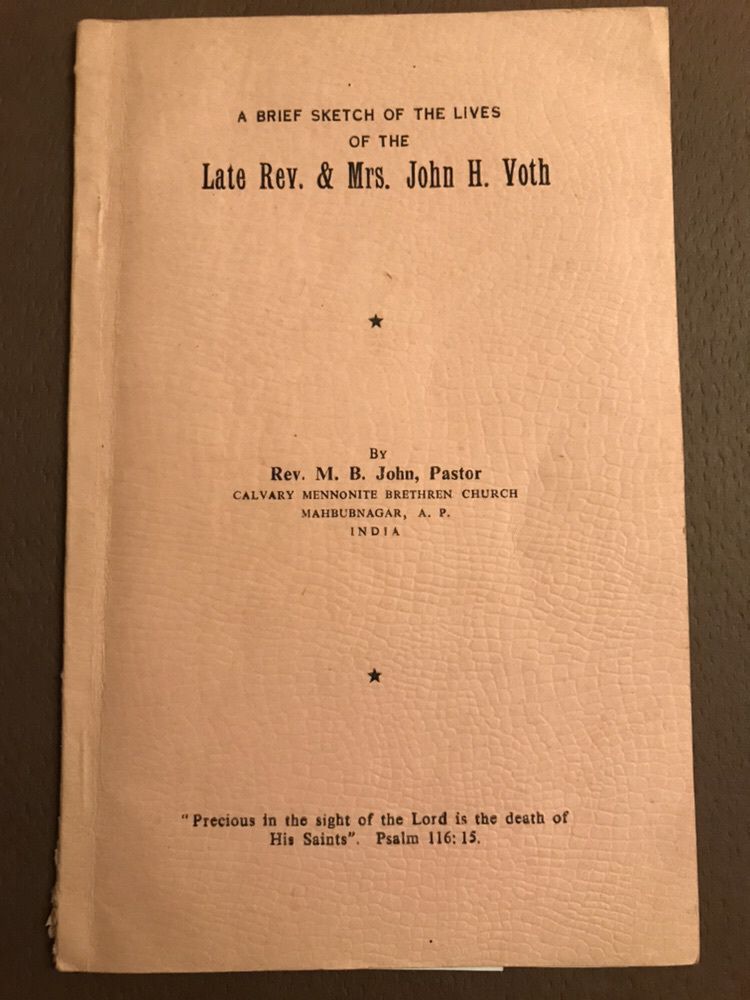 A BRIEF SKETCH OF THE LIVES
OF THE
Late Rev. & Mrs. John H. Voth
★
By
Rev. M. B. John, Pastor
CALVARY MENNONITE BRETHREN CHURCH
MAHBUBNAGAR, A. P.
INDIA
★
"Precious in the sight of the Lord is the death of
His Saints". Psalm 116: 15.